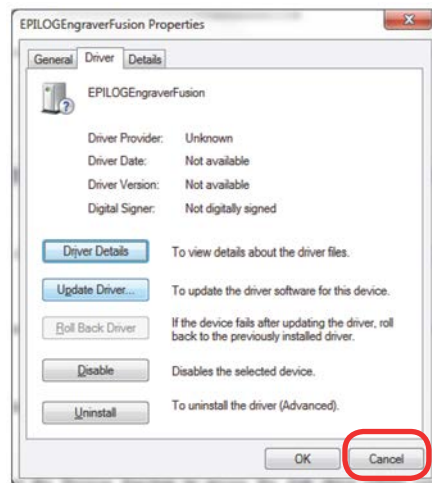 EPILOGEngraverFusion Properties
General Driver Details
EPILOGEngraverFusion
Driver Provider: Unknown
Driver Date: Not available
Driver Version: Not available
Digital Signer: Not digitally signed
Driver Details To view details about the driver files.
Update Driver... To update the driver software for this device.
Roll Back Driver If the device fails after updating the driver, roll
back to the previously installed driver.
Disable Disables the selected device.
Uninstall To uninstall the driver (Advanced).
OK Cancel